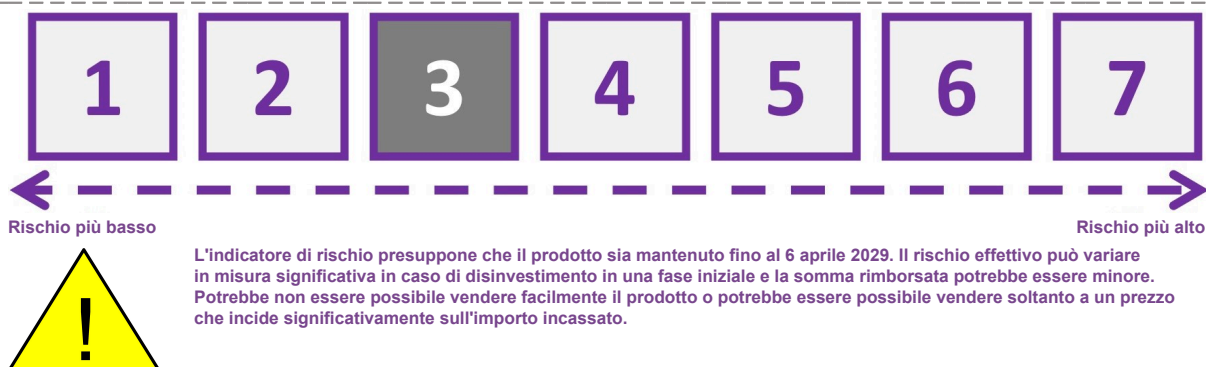 1 2 3 4 5 6 7
Rischio più basso Rischio più alto
L'indicatore di rischio presuppone che il prodotto sia mantenuto fino al 6 aprile 2029. Il rischio effettivo può variare
in misura significativa in caso di disinvestimento in una fase iniziale e la somma rimborsata potrebbe essere minore.
Potrebbe non essere possibile vendere facilmente il prodotto o potrebbe essere possibile vendere soltanto a un prezzo
che incide significativamente sull'importo incassato.
!